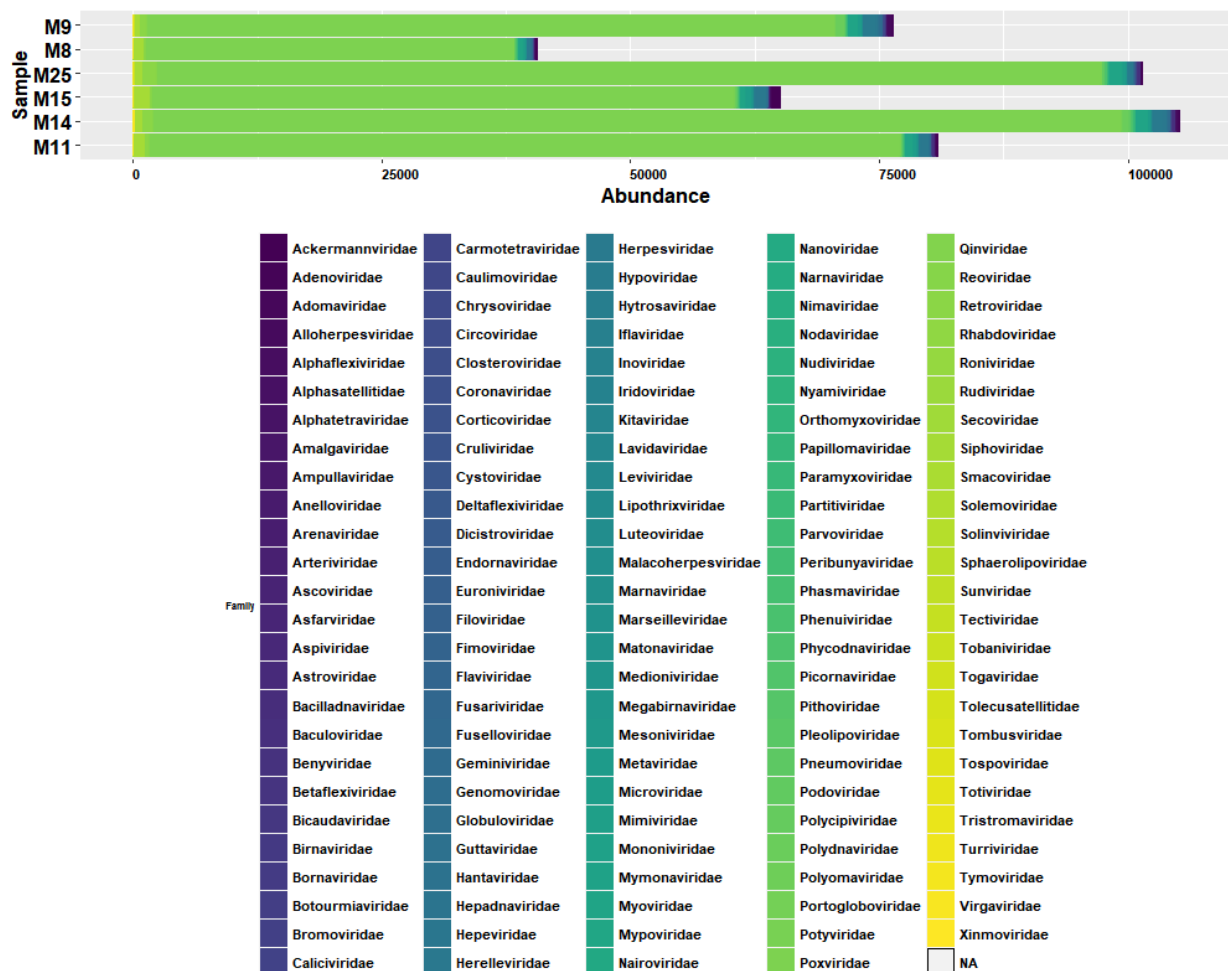 M9
M8
M25
M15
M14
M11
Sample
0 25000 50000 75000 100000
Abundance
Family
Ackermannviridae Carmotetraviridae Herpesviridae Nanoviridae Qinviridae
Adenoviridae Caulimoviridae Hypoviridae Narnaviridae Reoviridae
Adomaviridae Chrysoviridae Hytrosaviridae Nimaviridae Retroviridae
Alloherpesviridae Circoviridae Iflaviridae Nodaviridae Rhabdoviridae
Alphaflexiviridae Closteroviridae Inoviridae Nudiviridae Roniviridae
Alphasatellitidae Coronaviridae Iridoviridae Nyamiviridae Rudiviridae
Alphatetraviridae Corticoviridae Kitaviridae Orthomyxoviridae Secoviridae
Amalgaviridae Cruliviridae Lavidaviridae Papillomaviridae Siphoviridae
Ampullaviridae Cystoviridae Leviviridae Paramyxoviridae Smacoviridae
Anelloviridae Deltaflexiviridae Lipothrixviridae Partitiviridae Solemoviridae
Arenaviridae Dicistroviridae Luteoviridae Parvoviridae Solinviviridae
Arteriviridae Endornaviridae Malacoherpesviridae Peribunyaviridae Sphaerolipoviridae
Ascoviridae Euroniviridae Marnaviridae Phasmaviridae Sunviridae
Asfarviridae Filoviridae Marseilleviridae Phenuiviridae Tectiviridae
Aspiviridae Fimoviridae Matonaviridae Phycodnaviridae Tobaniviridae
Astroviridae Flaviviridae Medioniviridae Picornaviridae Togaviridae
Bacilladnaviridae Fusariviridae Megabirnaviridae Pithoviridae Tolecusatellitidae
Baculoviridae Fuselloviridae Mesoniviridae Pleolipoviridae Tombusviridae
Benyviridae Geminiviridae Metaviridae Pneumoviridae Tospoviridae
Betaflexiviridae Genomoviridae Microviridae Podoviridae Totiviridae
Bicaudaviridae Globuloviridae Mimiviridae Polycipiviridae Tristromaviridae
Birnaviridae Guttaviridae Mononiviridae Polydnaviridae Turriviridae
Bornaviridae Hantaviridae Mymonaviridae Polyomaviridae Tymoviridae
Botourmiaviridae Hepadnaviridae Myoviridae Portogloboviridae Virgaviridae
Bromoviridae Hepeviridae Mypoviridae Potyviridae Xinmoviridae
Caliciviridae Herelleviridae Nairoviridae Poxviridae NA